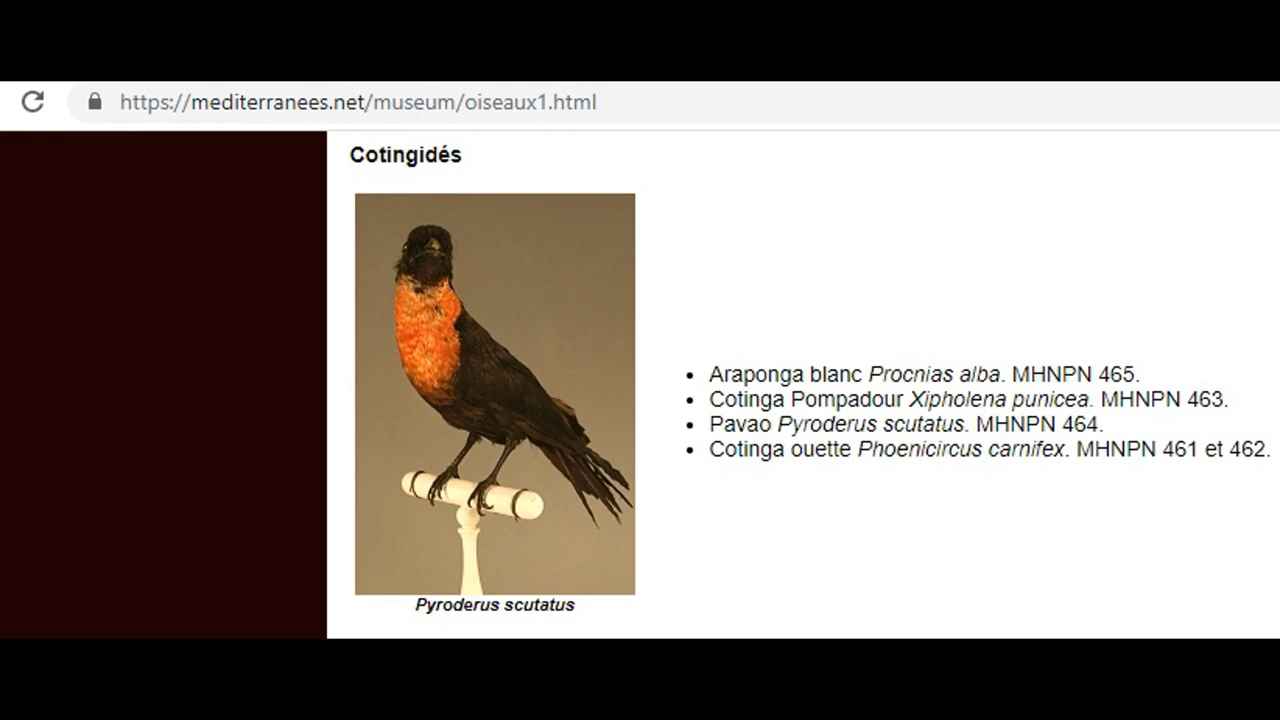 https://mediterranees.net/museum/oiseaux1.html
Cotingidés
Araponga blanc Procnias alba. MHNPN 465.
Cotinga Pompadour Xipholena punicea. MHNPN 463.
Pavao Pyroderus scutatus. MHNPN 464.
Cotinga ouette Phoenicircus carnifex. MHNPN 461 et 462.
Pyroderus scutatus